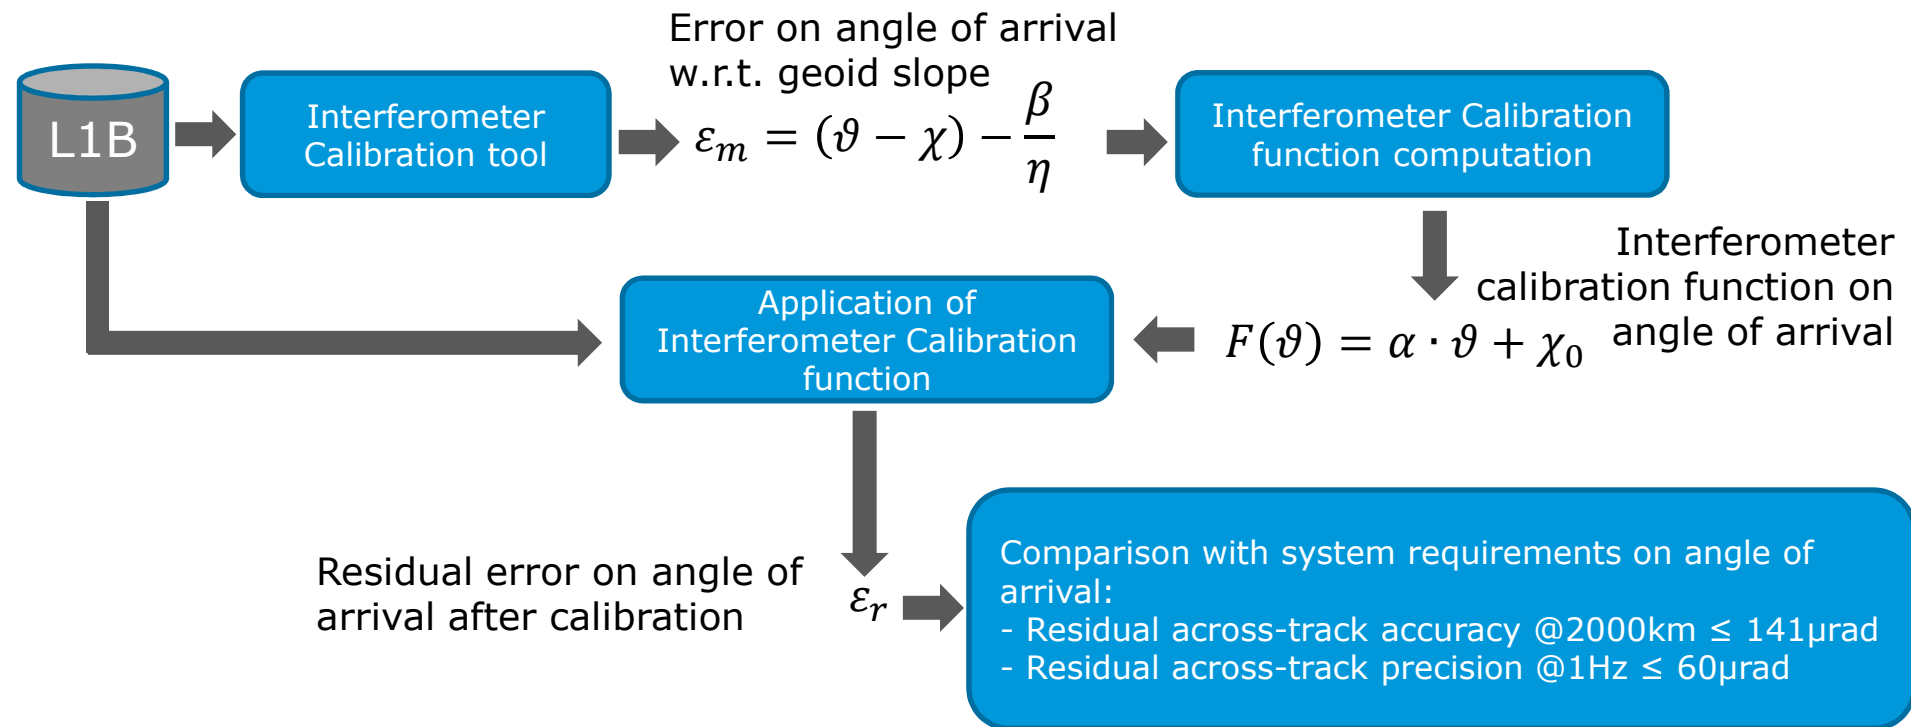 L1B
Interferometer
Calibration tool
Error on angle of arrival
w.r.t. geoid slope
εₘ = (ϑ − χ) − β/η
Interferometer Calibration
function computation
Interferometer
calibration function on
angle of arrival
F(ϑ) = α · ϑ + χ₀
Application of
Interferometer Calibration
function
Residual error on angle of
arrival after calibration
εᵣ
Comparison with system requirements on angle of
arrival:
- Residual across-track accuracy @2000km ≤ 141µrad
- Residual across-track precision @1Hz ≤ 60µrad